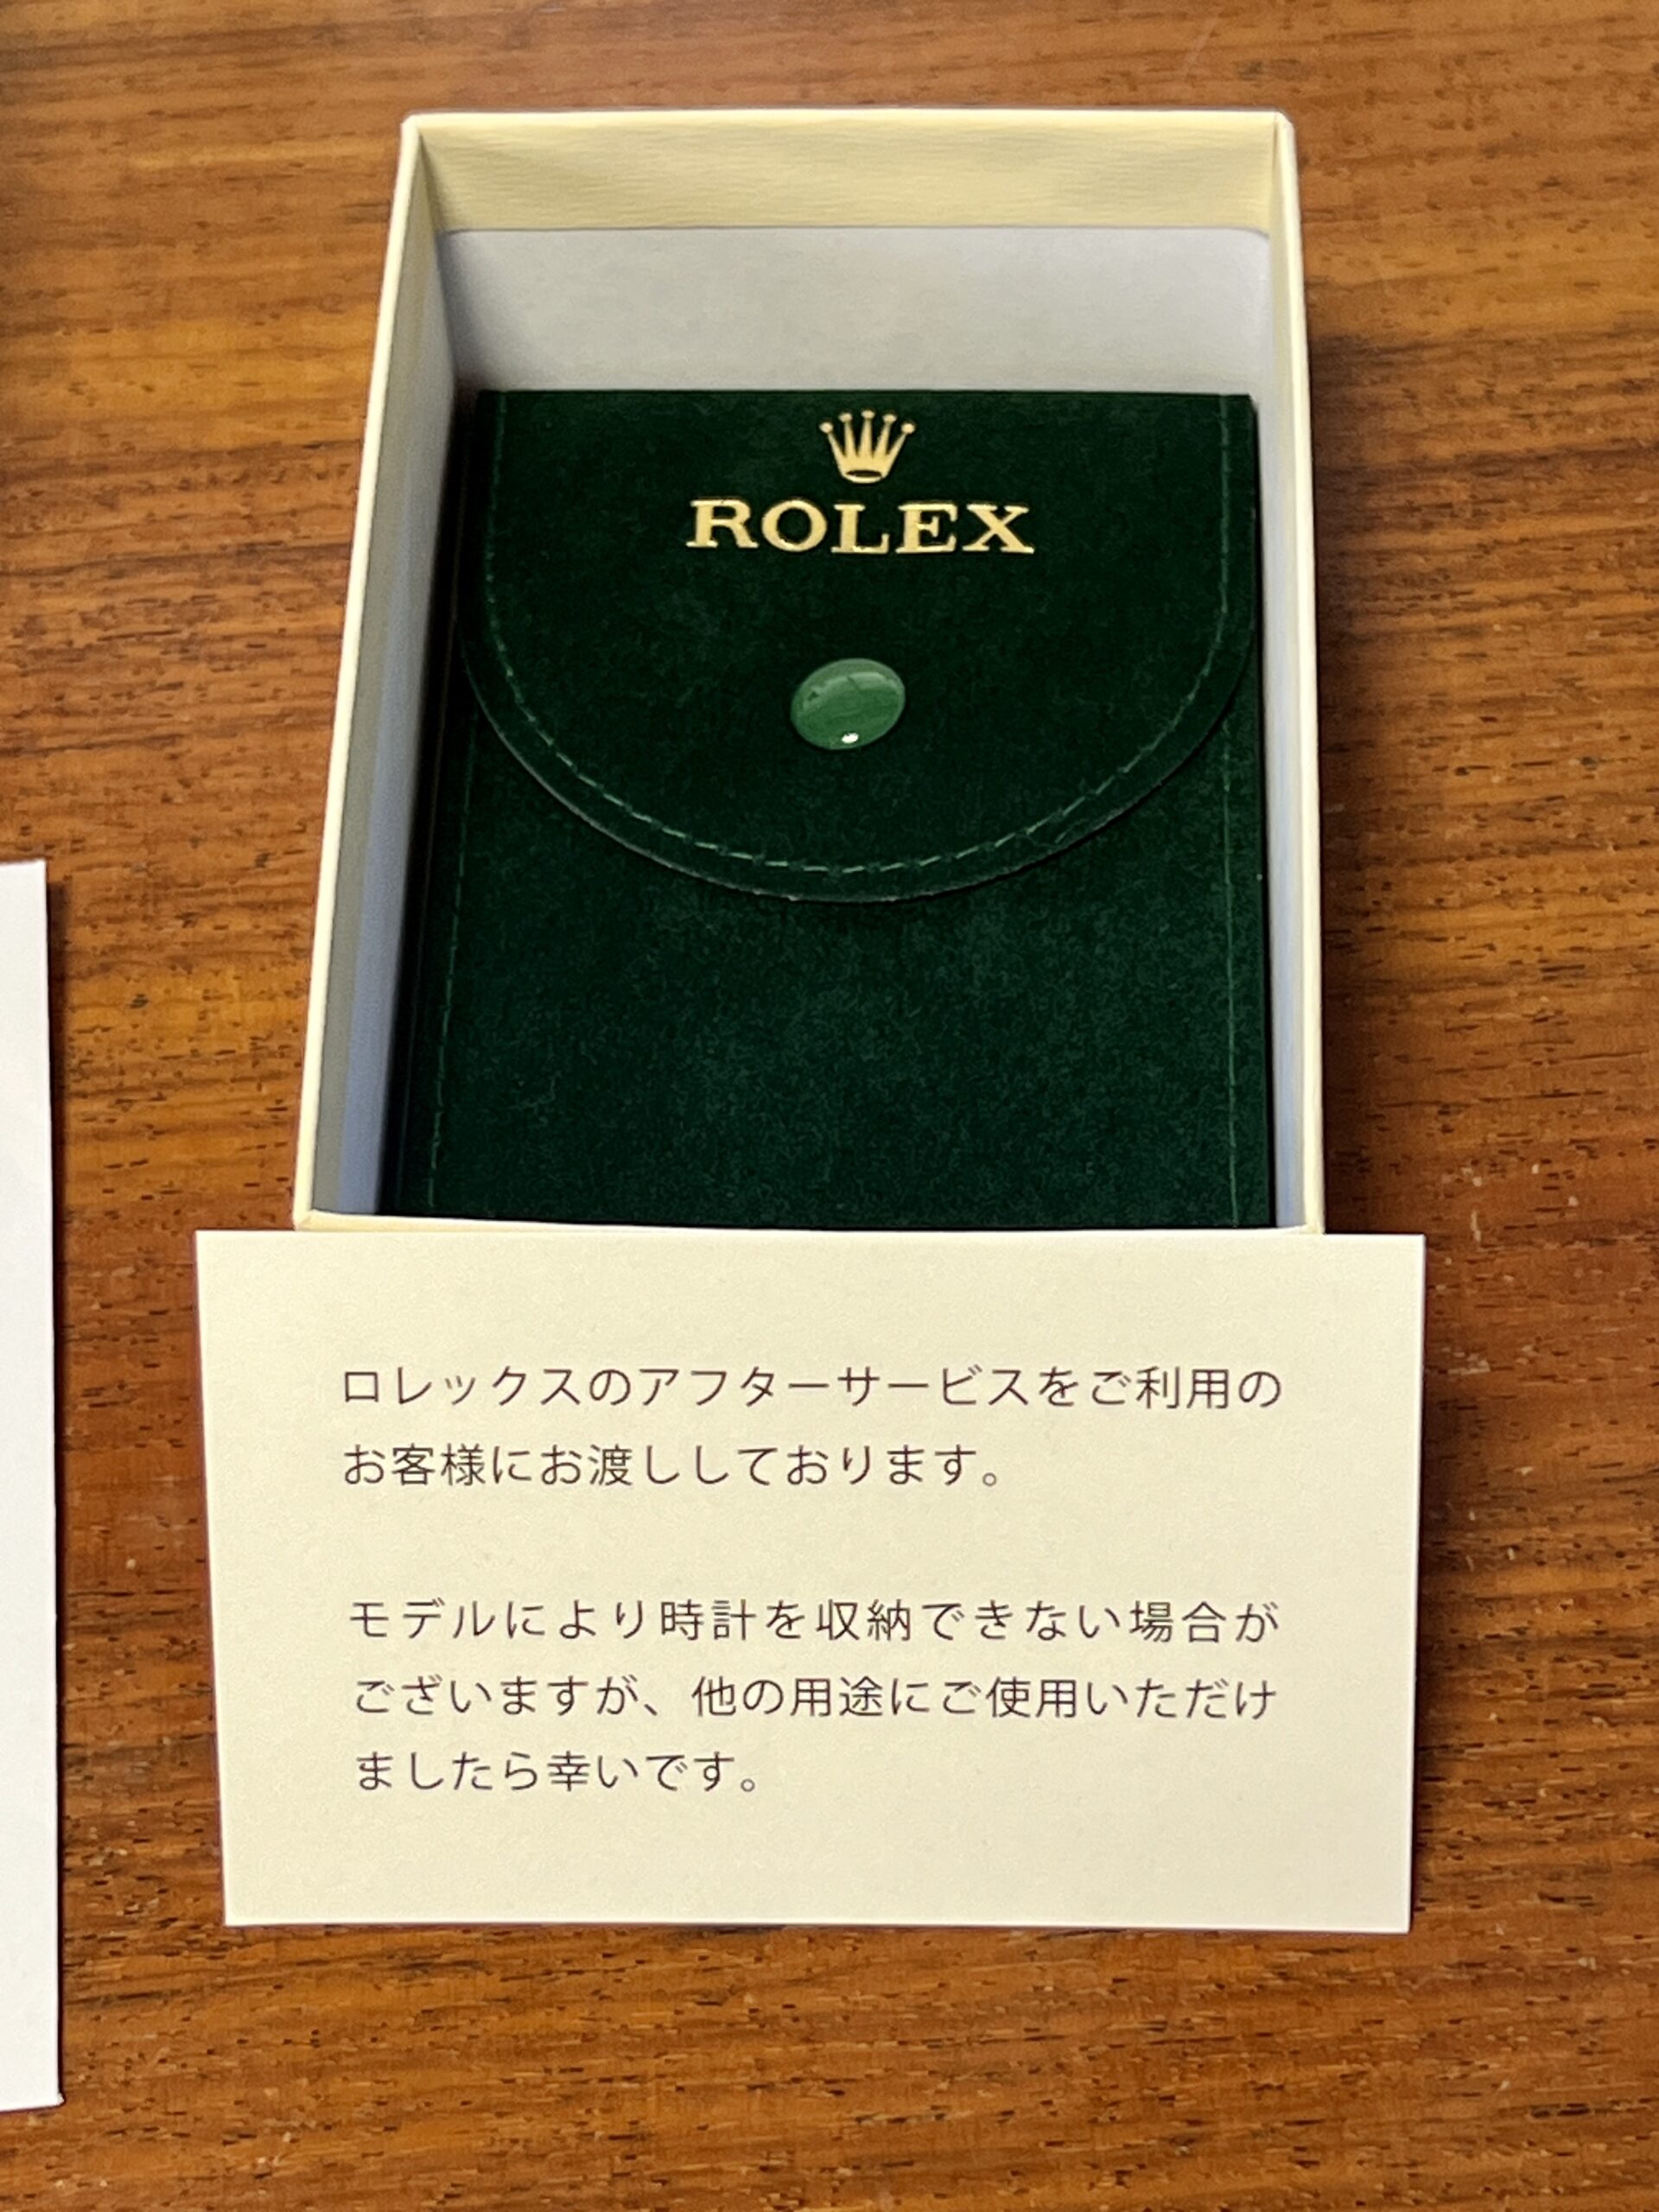 ROLEX
ロレックスのアフターサービスをご利用の
お客様にお渡ししております。
モデルにより時計を収納できない場合が
ございますが、他の用途にご使用いただけ
ましたら幸いです。